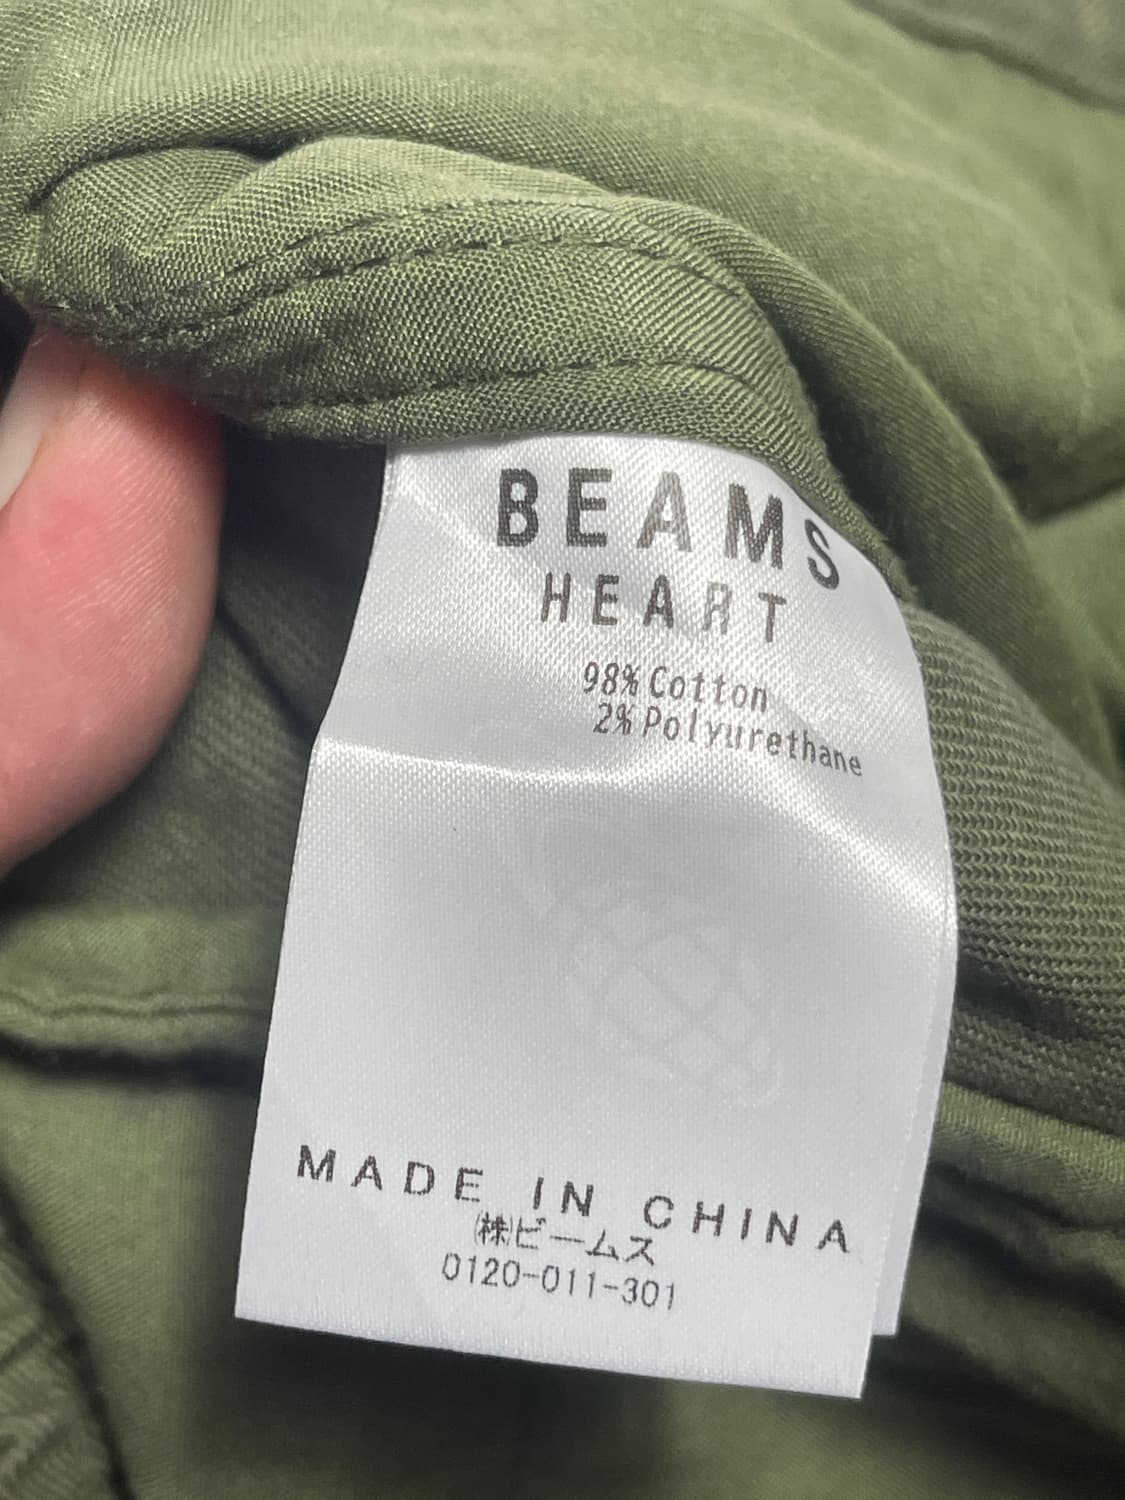 BEAMS
HEART
98% Cotton
2% Polyurethane
MADE IN CHINA
㈱ビームス
0120-011-301